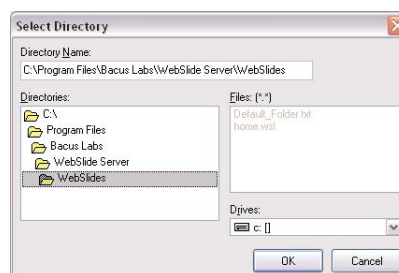 Select Directory
Directory Name:
C:\Program Files\Bacus Labs\WebSlide Server\WebSlides
Directories:
C:\
Program Files
Bacus Labs
WebSlide Server
WebSlides
Files: (*.*)
Default_Folder.txt
home.wsl
Drives:
c: []
OK
Cancel